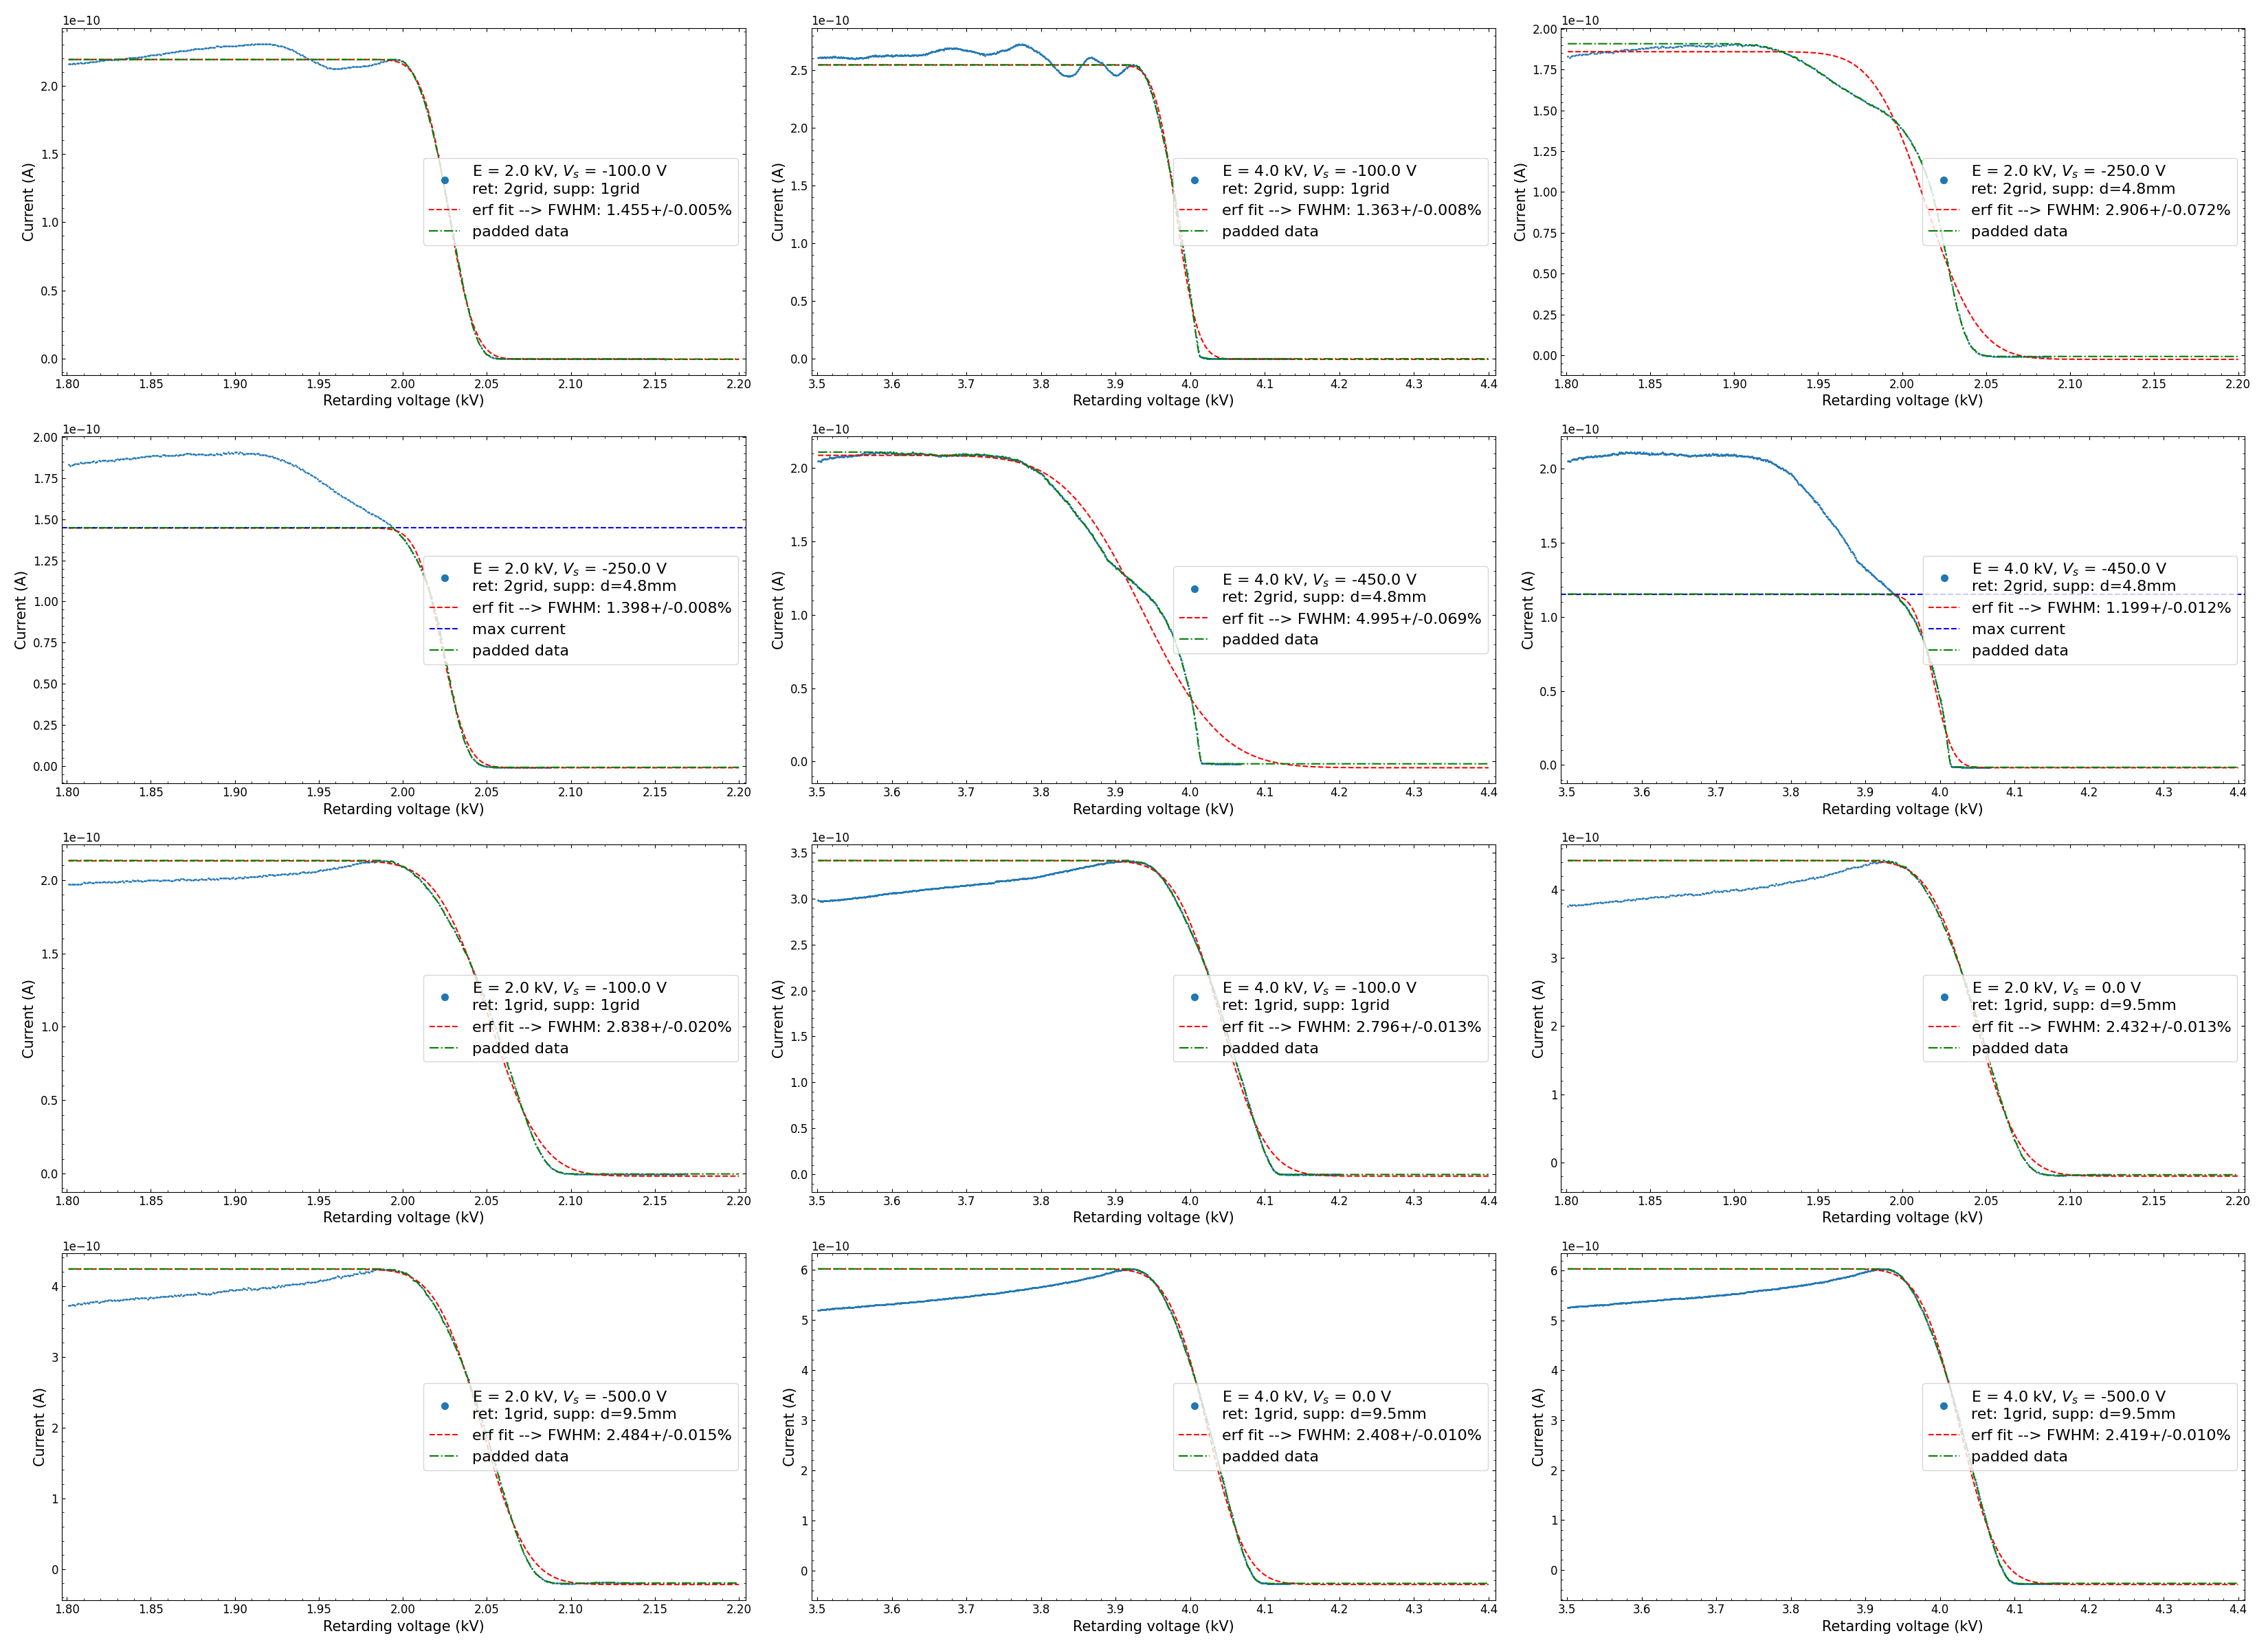 1e−10
2.0
1.5
1.0
0.5
0.0
Current (A)
E = 2.0 kV, Vₛ = -100.0 V
ret: 2grid, supp: 1grid
erf fit --> FWHM: 1.455+/-0.005%
padded data
1.80 1.85 1.90 1.95 2.00 2.05 2.10 2.15 2.20
Retarding voltage (kV)
1e−10
2.5
2.0
1.5
1.0
0.5
0.0
Current (A)
E = 4.0 kV, Vₛ = -100.0 V
ret: 2grid, supp: 1grid
erf fit --> FWHM: 1.363+/-0.008%
padded data
3.5 3.6 3.7 3.8 3.9 4.0 4.1 4.2 4.3 4.4
Retarding voltage (kV)
1e−10
2.00
1.75
1.50
1.25
1.00
0.75
0.50
0.25
0.00
Current (A)
E = 2.0 kV, Vₛ = -250.0 V
ret: 2grid, supp: d=4.8mm
erf fit --> FWHM: 2.906+/-0.072%
padded data
1.80 1.85 1.90 1.95 2.00 2.05 2.10 2.15 2.20
Retarding voltage (kV)
1e−10
2.00
1.75
1.50
1.25
1.00
0.75
0.50
0.25
0.00
Current (A)
E = 2.0 kV, Vₛ = -250.0 V
ret: 2grid, supp: d=4.8mm
erf fit --> FWHM: 1.398+/-0.008%
max current
padded data
1.80 1.85 1.90 1.95 2.00 2.05 2.10 2.15 2.20
Retarding voltage (kV)
1e−10
2.0
1.5
1.0
0.5
0.0
Current (A)
E = 4.0 kV, Vₛ = -450.0 V
ret: 2grid, supp: d=4.8mm
erf fit --> FWHM: 4.995+/-0.069%
padded data
3.5 3.6 3.7 3.8 3.9 4.0 4.1 4.2 4.3 4.4
Retarding voltage (kV)
1e−10
2.0
1.5
1.0
0.5
0.0
Current (A)
E = 4.0 kV, Vₛ = -450.0 V
ret: 2grid, supp: d=4.8mm
erf fit --> FWHM: 1.199+/-0.012%
max current
padded data
3.5 3.6 3.7 3.8 3.9 4.0 4.1 4.2 4.3 4.4
Retarding voltage (kV)
1e−10
2.0
1.5
1.0
0.5
0.0
Current (A)
E = 2.0 kV, Vₛ = -100.0 V
ret: 1grid, supp: 1grid
erf fit --> FWHM: 2.838+/-0.020%
padded data
1.80 1.85 1.90 1.95 2.00 2.05 2.10 2.15 2.20
Retarding voltage (kV)
1e−10
3.5
3.0
2.5
2.0
1.5
1.0
0.5
0.0
Current (A)
E = 4.0 kV, Vₛ = -100.0 V
ret: 1grid, supp: 1grid
erf fit --> FWHM: 2.796+/-0.013%
padded data
3.5 3.6 3.7 3.8 3.9 4.0 4.1 4.2 4.3 4.4
Retarding voltage (kV)
1e−10
4
3
2
1
0
Current (A)
E = 2.0 kV, Vₛ = 0.0 V
ret: 1grid, supp: d=9.5mm
erf fit --> FWHM: 2.432+/-0.013%
padded data
1.80 1.85 1.90 1.95 2.00 2.05 2.10 2.15 2.20
Retarding voltage (kV)
1e−10
4
3
2
1
0
Current (A)
E = 2.0 kV, Vₛ = -500.0 V
ret: 1grid, supp: d=9.5mm
erf fit --> FWHM: 2.484+/-0.015%
padded data
1.80 1.85 1.90 1.95 2.00 2.05 2.10 2.15 2.20
Retarding voltage (kV)
1e−10
6
5
4
3
2
1
0
Current (A)
E = 4.0 kV, Vₛ = 0.0 V
ret: 1grid, supp: d=9.5mm
erf fit --> FWHM: 2.408+/-0.010%
padded data
3.5 3.6 3.7 3.8 3.9 4.0 4.1 4.2 4.3 4.4
Retarding voltage (kV)
1e−10
6
5
4
3
2
1
0
Current (A)
E = 4.0 kV, Vₛ = -500.0 V
ret: 1grid, supp: d=9.5mm
erf fit --> FWHM: 2.419+/-0.010%
padded data
3.5 3.6 3.7 3.8 3.9 4.0 4.1 4.2 4.3 4.4
Retarding voltage (kV)